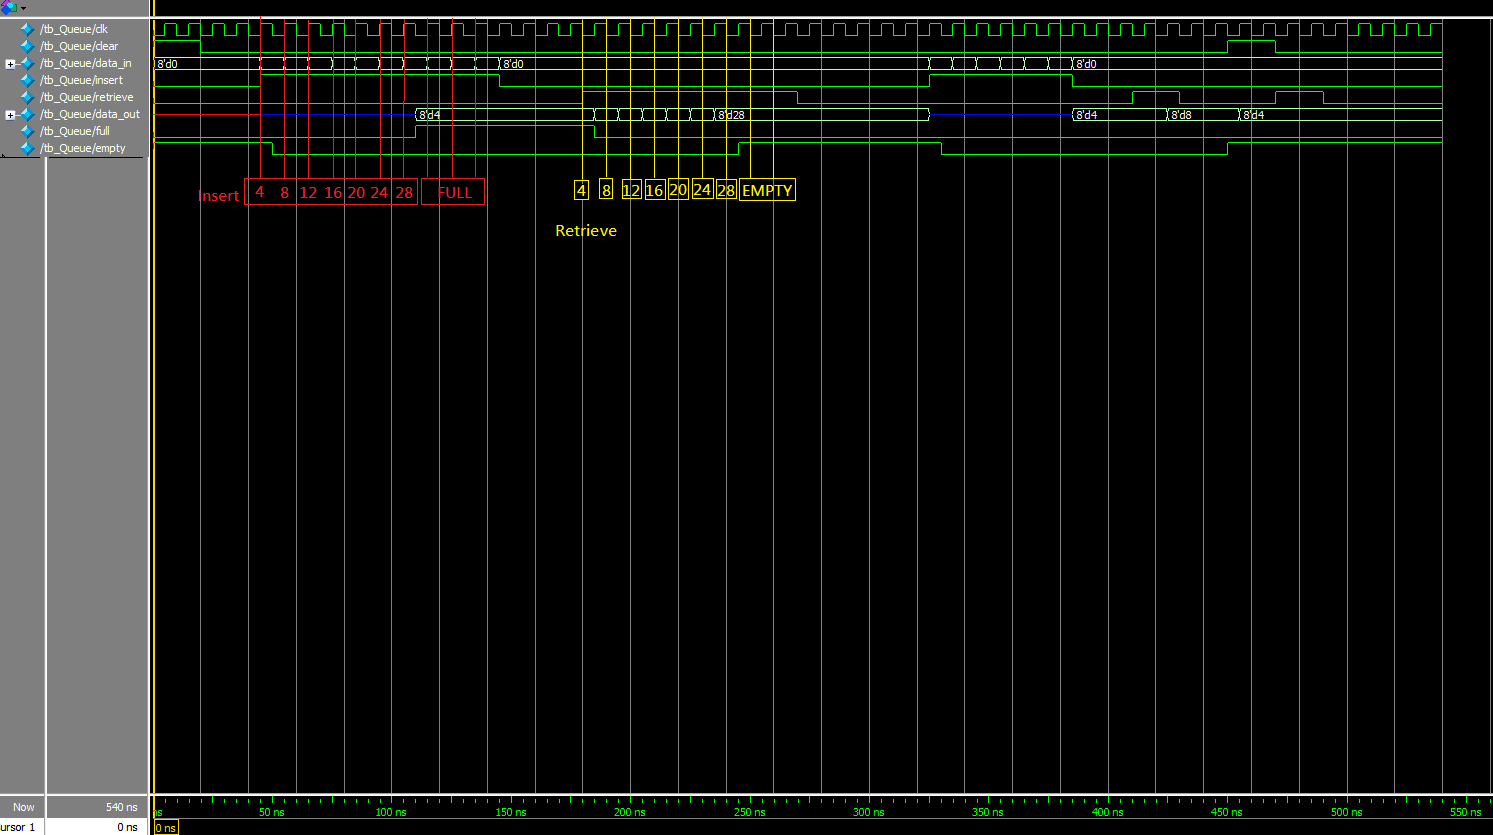 /tb_Queue/clk
/tb_Queue/clear
/tb_Queue/data_in 8'd0 8'd0 8'd0
/tb_Queue/insert
/tb_Queue/retrieve
/tb_Queue/data_out 8'd4 8'd28 8'd4 8'd8 8'd4
/tb_Queue/full
/tb_Queue/empty
Insert 4 8 12 16 20 24 28 FULL 4 8 12 16 20 24 28 EMPTY
Retrieve
Now 540 ns ns 50 ns 100 ns 150 ns 200 ns 250 ns 300 ns 350 ns 400 ns 450 ns 500 ns 550 ns
ursor 1 0 ns 0 ns